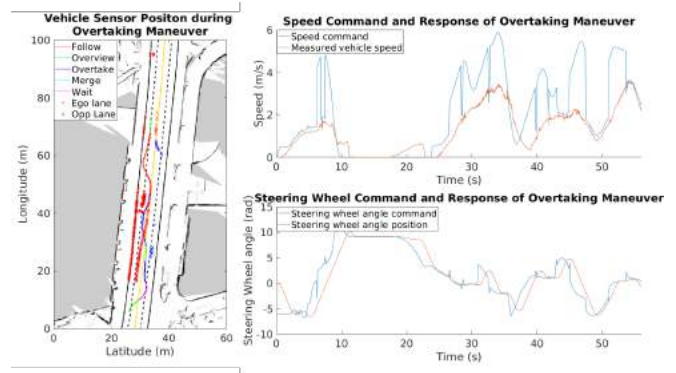 Vehicle Sensor Positon during
Overtaking Maneuver
100
80
60
40
20
0
Longitude (m)
Follow
Overview
Overtake
Merge
Wait
Ego lane
Opp Lane
0
20
40
60
Latitude (m)
Speed Command and Response of Overtaking Maneuver
6
4
2
0
Speed (m/s)
Speed command
Measured vehicle speed
0
10
20
30
40
50
Time (s)
Steering Wheel Command and Response of Overtaking Maneuver
15
10
5
0
-5
-10
Steering Wheel angle (rad)
Steering wheel angle command
Steering wheel angle position
0
10
20
30
40
50
Time (s)